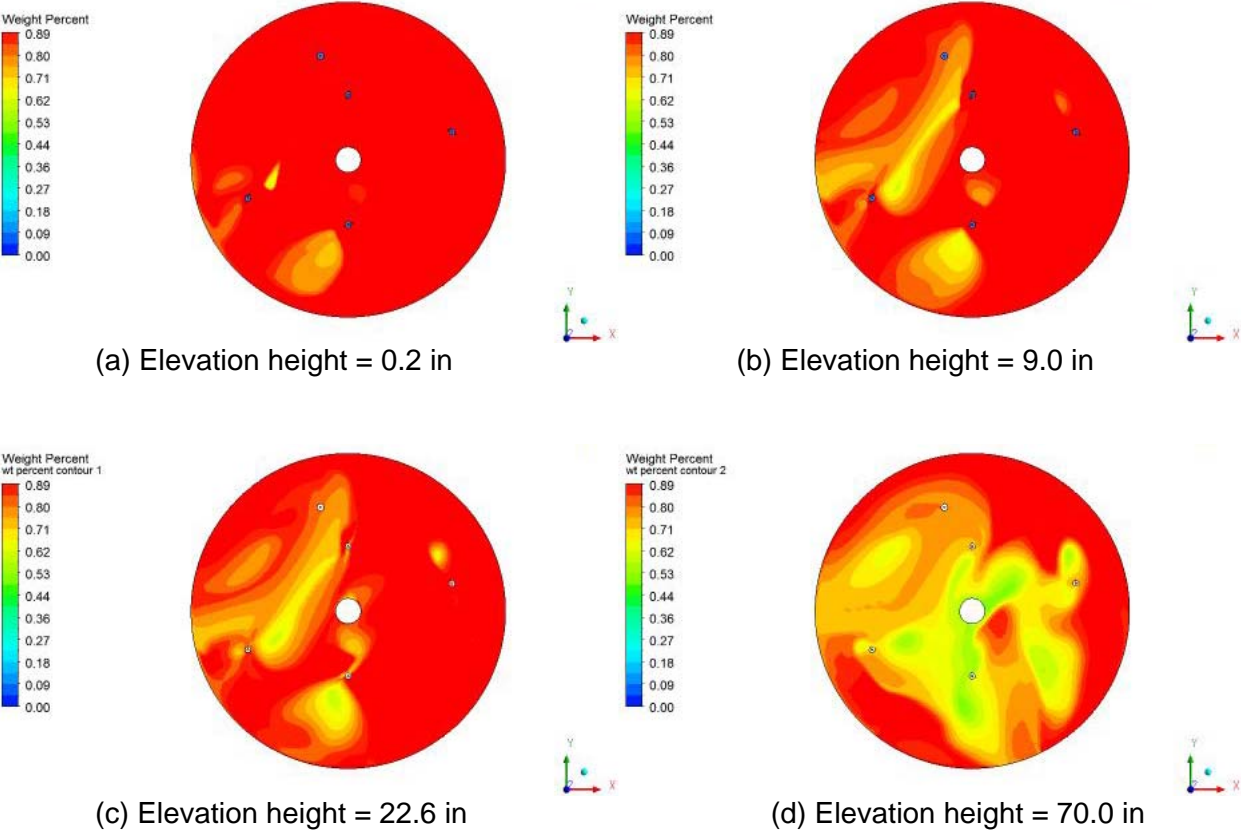 Weight Percent
0.89
0.80
0.71
0.62
0.53
0.44
0.36
0.27
0.18
0.09
0.00
Y
X
Z
(a) Elevation height = 0.2 in
Weight Percent
0.89
0.80
0.71
0.62
0.53
0.44
0.36
0.27
0.18
0.09
0.00
Y
X
Z
(b) Elevation height = 9.0 in
Weight Percent
wt percent contour 1
0.89
0.80
0.71
0.62
0.53
0.44
0.36
0.27
0.18
0.09
0.00
Y
X
Z
(c) Elevation height = 22.6 in
Weight Percent
wt percent contour 2
0.89
0.80
0.71
0.62
0.53
0.44
0.36
0.27
0.18
0.09
0.00
Y
X
Z
(d) Elevation height = 70.0 in